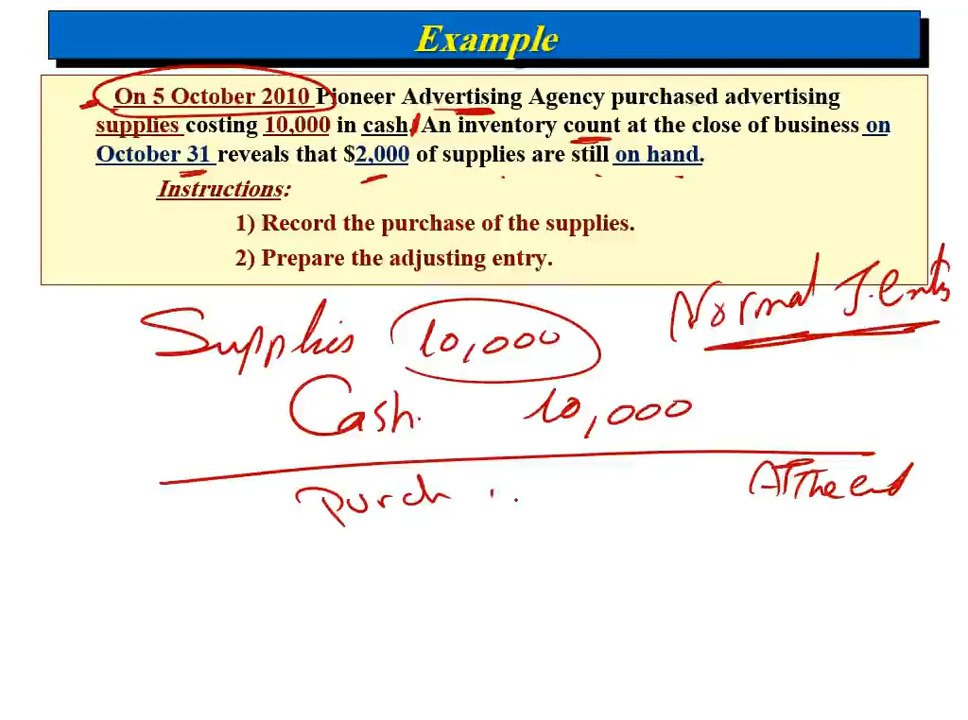 Example
On 5 October 2010 Pioneer Advertising Agency purchased advertising
supplies costing 10,000 in cash. An inventory count at the close of business on
October 31 reveals that $2,000 of supplies are still on hand.
Instructions:
1) Record the purchase of the supplies.
2) Prepare the adjusting entry.
Normal J. entry
Supplies 10,000
Cash. 10,000
purch ..
At the end